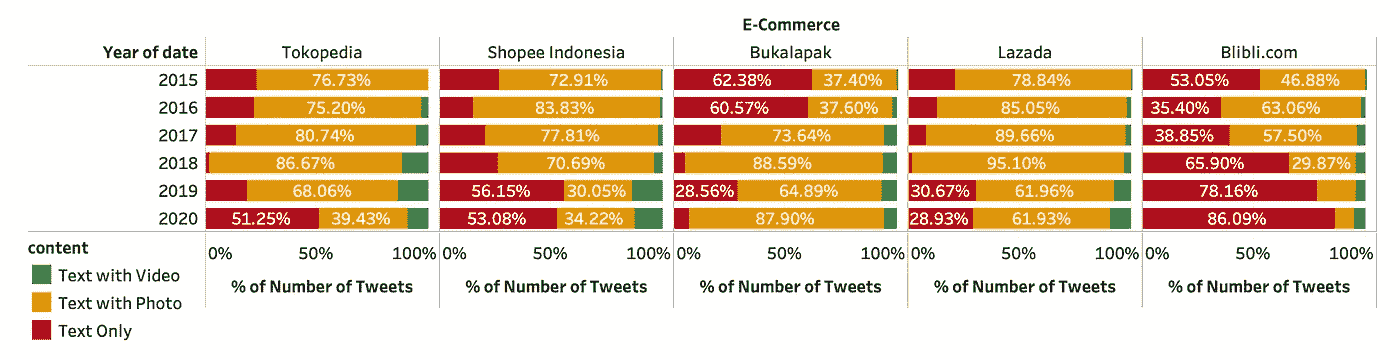 E-Commerce
Year of date Tokopedia Shopee Indonesia Bukalapak Lazada Blibli.com
2015 76.73% 72.91% 62.38% 37.40% 78.84% 53.05% 46.88%
2016 75.20% 83.83% 60.57% 37.60% 85.05% 35.40% 63.06%
2017 80.74% 77.81% 73.64% 89.66% 38.85% 57.50%
2018 86.67% 70.69% 88.59% 95.10% 65.90% 29.87%
2019 68.06% 56.15% 30.05% 28.56% 64.89% 30.67% 61.96% 78.16%
2020 51.25% 39.43% 53.08% 34.22% 87.90% 28.93% 61.93% 86.09%
0% 50% 100% 0% 50% 100% 0% 50% 100% 0% 50% 100% 0% 50% 100%
% of Number of Tweets % of Number of Tweets % of Number of Tweets % of Number of Tweets % of Number of Tweets
content
Text with Video
Text with Photo
Text Only